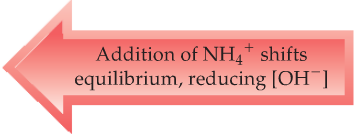 Addition of NH₄⁺ shifts
equilibrium, reducing [OH⁻]